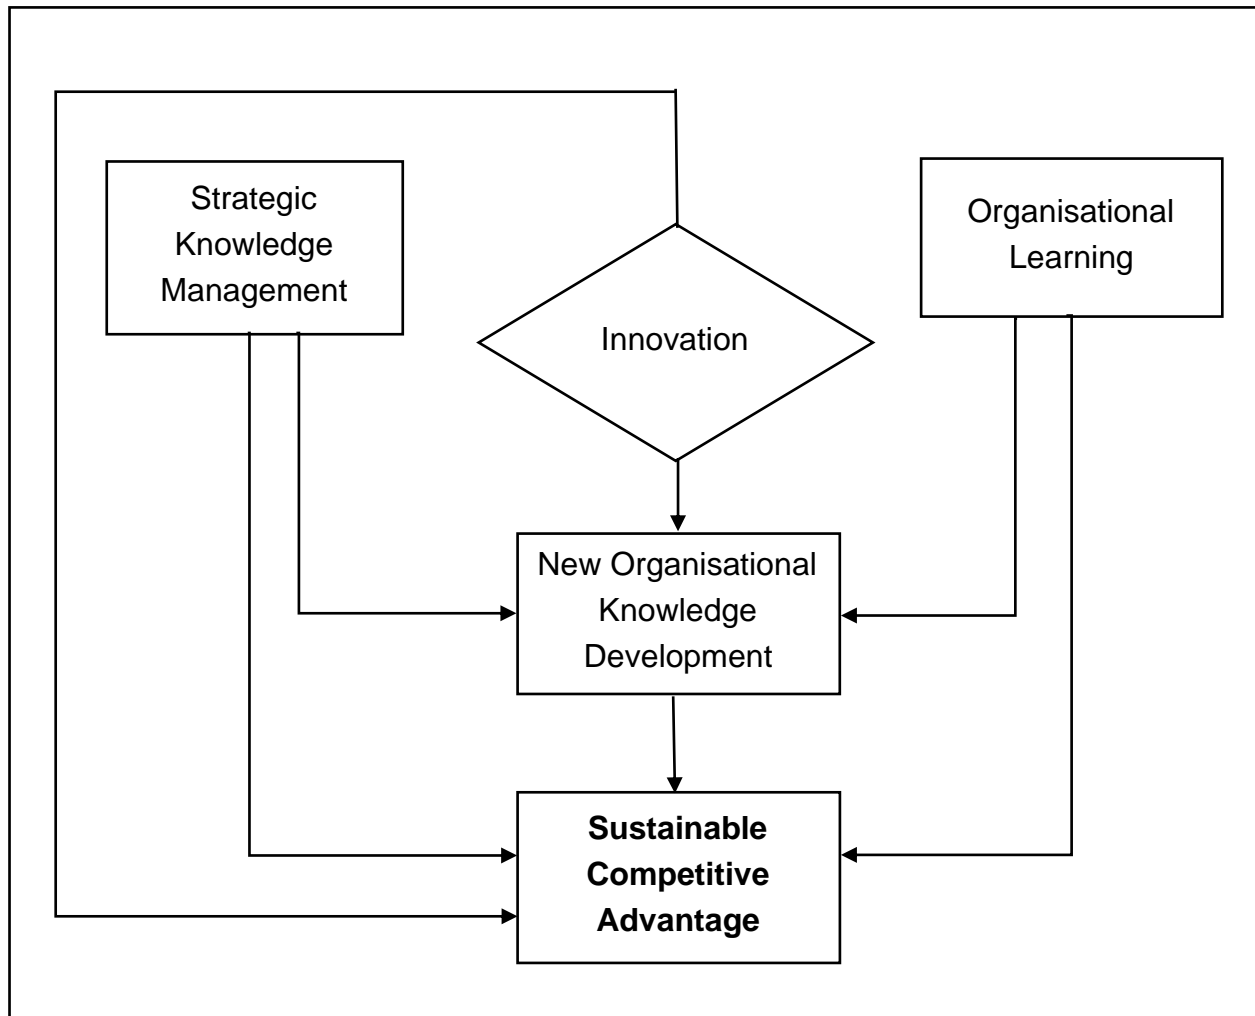 Strategic
Knowledge
Management
Organisational
Learning
Innovation
New Organisational
Knowledge
Development
Sustainable
Competitive
Advantage